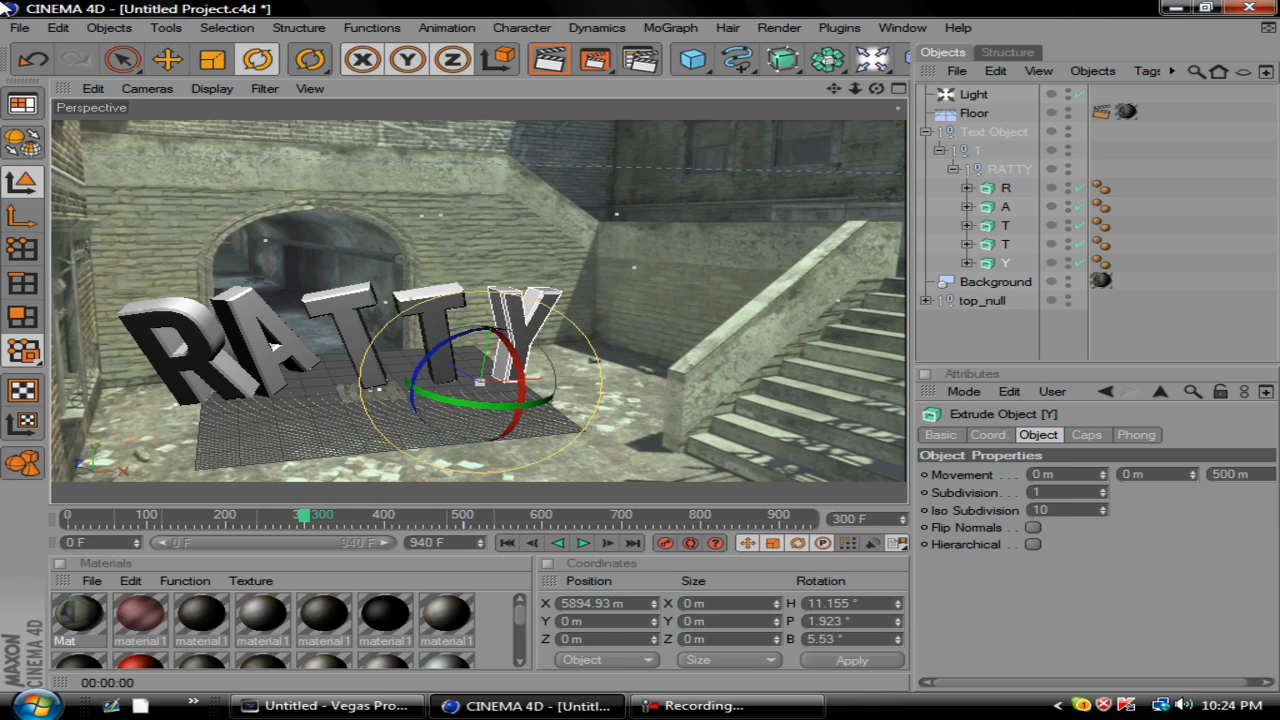 CINEMA 4D - [Untitled Project.c4d *]
File Edit Objects Tools Selection Structure Functions Animation Character Dynamics MoGraph Hair Render Plugins Window Help
X Y Z
Objects Structure
File Edit View Objects Tags
Edit Cameras Display Filter View
Perspective
Light
Floor
Text Object
1
RATTY
R
A
T
T
Y
Background
top_null
RATTY
Y
Z X
Attributes
Mode Edit User
Extrude Object [Y]
Basic Coord. Object Caps Phong
Object Properties
Movement . . . 0 m 0 m 500 m
Subdivision. . . 1
Iso Subdivision 10
Flip Normals
Hierarchical
0 100 200 300 400 500 600 700 800 900 300 F
0 F 0 F 940 F 940 F
Materials
File Edit Function Texture
Mat material1 material1 material1 material1 material1 material1
Coordinates
Position Size Rotation
X 5894.93 m X 0 m H 11.155 °
Y 0 m Y 0 m P 1.923 °
Z 0 m Z 0 m B 5.53 °
Object Size Apply
MAXON
CINEMA 4D
00:00:00
Untitled - Vegas Pro... CINEMA 4D - [Untitl... Recording... 10:24 PM